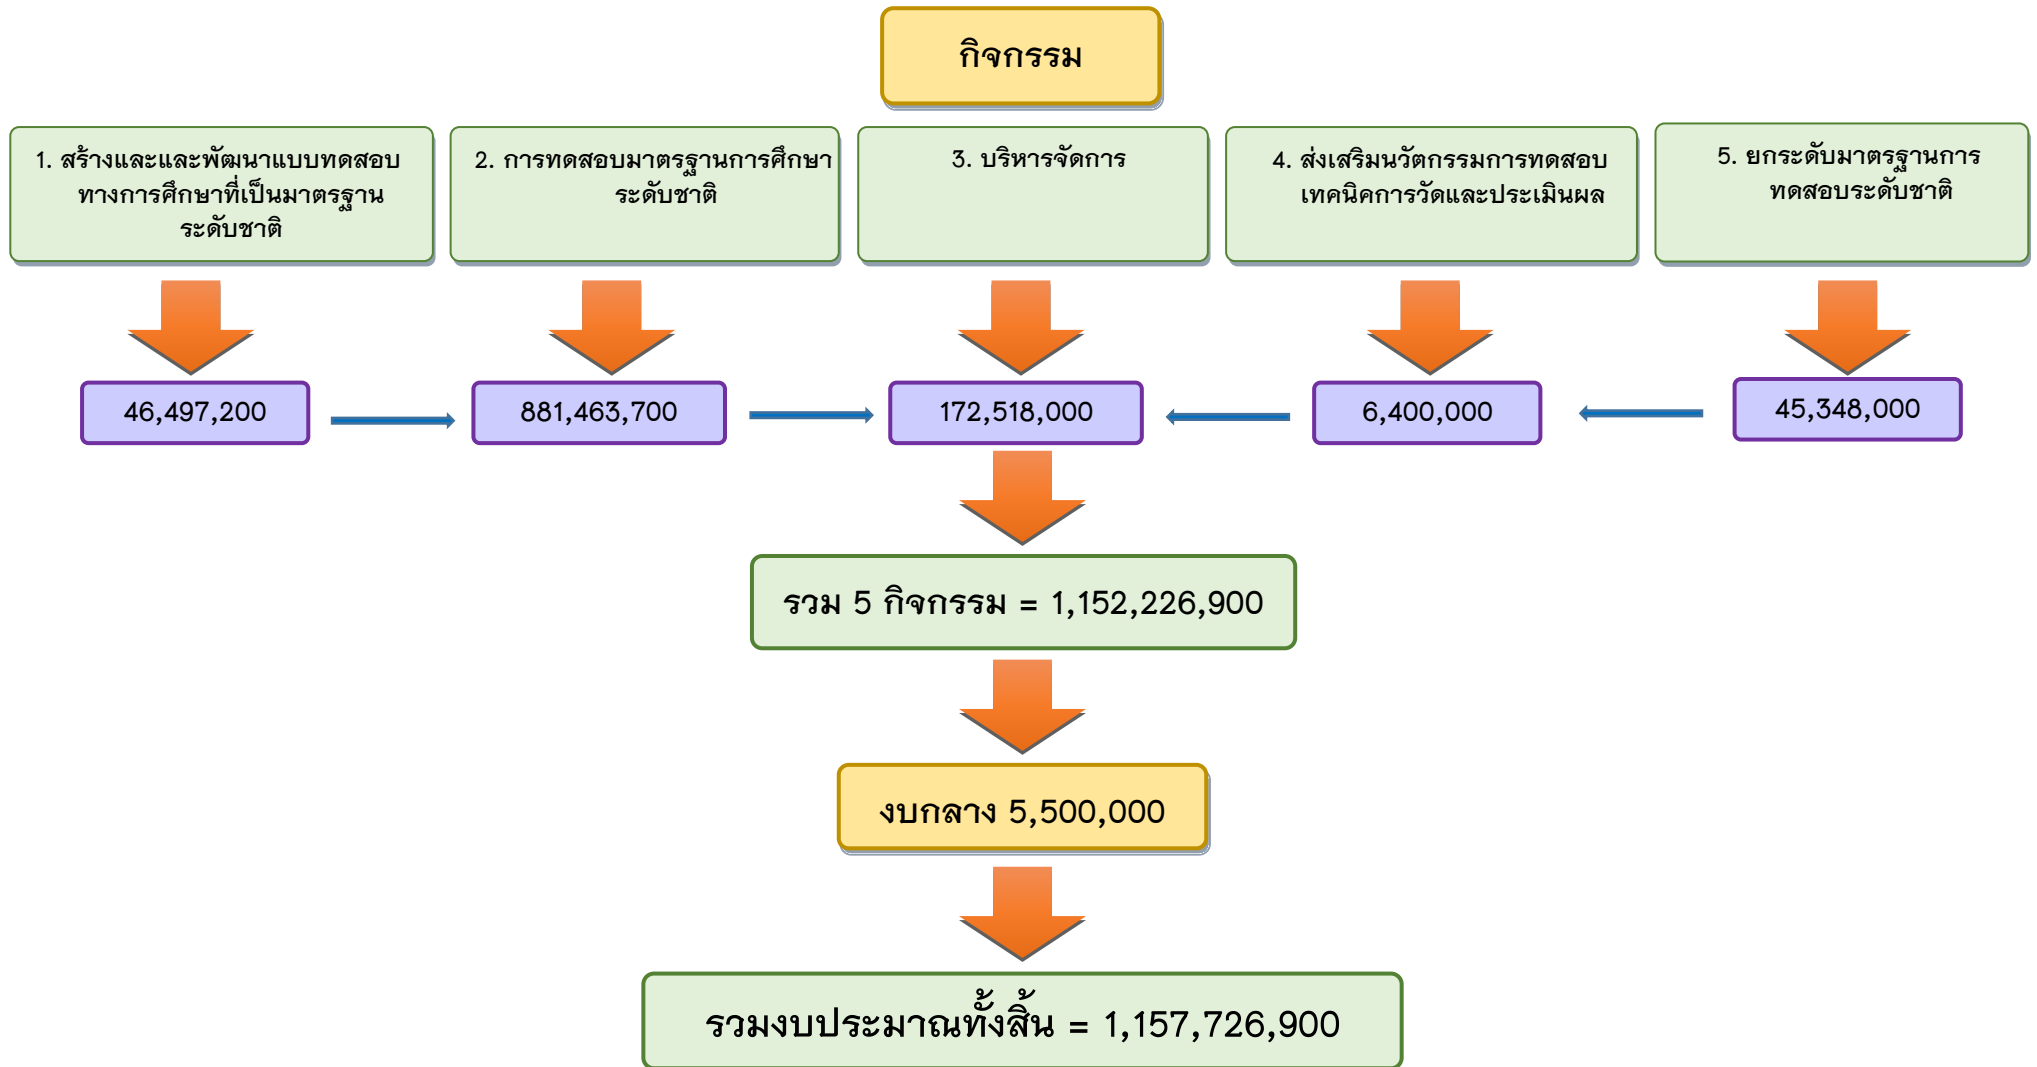 กิจกรรม
1. สร้างและและพัฒนาแบบทดสอบ
ทางการศึกษาที่เป็นมาตรฐาน
ระดับชาติ
2. การทดสอบมาตรฐานการศึกษา
ระดับชาติ
3. บริหารจัดการ
4. ส่งเสริมนวัตกรรมการทดสอบ
เทคนิคการวัดและประเมินผล
5. ยกระดับมาตรฐานการ
ทดสอบระดับชาติ
46,497,200
881,463,700
172,518,000
6,400,000
45,348,000
รวม 5 กิจกรรม = 1,152,226,900
งบกลาง 5,500,000
รวมงบประมาณทั้งสิ้น = 1,157,726,900